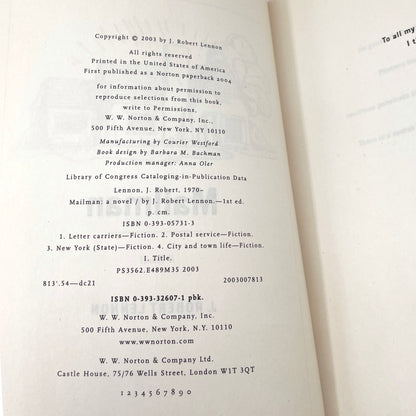 Copyright © 2003 by J. Robert Lennon
All rights reserved
Printed in the United States of America
First published as a Norton paperback 2004
for information about permission to
reproduce selections from this book,
write to Permissions,
W. W. Norton & Company, Inc.,
500 Fifth Avenue, New York, NY 10110
Manufacturing by Courier Westford
Book design by Barbara M. Bachman
Production manager: Anna Oler
Library of Congress Cataloging-in-Publication Data
Lennon, J. Robert, 1970–
Mailman: a novel / by J. Robert Lennon.—1st ed.
p. cm.
ISBN 0-393-05731-3
1. Letter carriers—Fiction. 2. Postal service—Fiction.
3. New York (State)—Fiction. 4. City and town life—Fiction.
I. Title.
PS3562.E489M35 2003
813'.54—dc21 2003007813
ISBN 0-393-32607-1 pbk.
W. W. Norton & Company, Inc.
500 Fifth Avenue, New York, N.Y. 10110
www.wwnorton.com
W. W. Norton & Company Ltd.
Castle House, 75/76 Wells Street, London W1T 3QT
1 2 3 4 5 6 7 8 9 0
To all my
I t